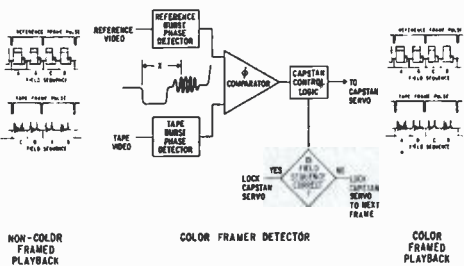 REFERENCE FRAME PULSE
FIELD SEQUENCE
TAPE FRAME PULSE
C D A B
FIELD SEQUENCE
NON-COLOR
FRAMED
PLAYBACK
REFERENCE
VIDEO
REFERENCE
BURST
PHASE
DETECTOR
X
TAPE
VIDEO
TAPE
BURST
PHASE
DETECTOR
Φ
COMPARATOR
CAPSTAN
CONTROL
LOGIC
TO
CAPSTAN
SERVO
IS
FIELD
SEQUENCE
CORRECT
?
YES
NO
LOCK
CAPSTAN
SERVO
LOCK
CAPSTAN
SERVO
TO NEXT
FRAME
COLOR FRAMER DETECTOR
REFERENCE FRAME PULSE
A B C D
FIELD SEQUENCE
TAPE FRAME PULSE
FIELD SEQUENCE
COLOR
FRAMED
PLAYBACK